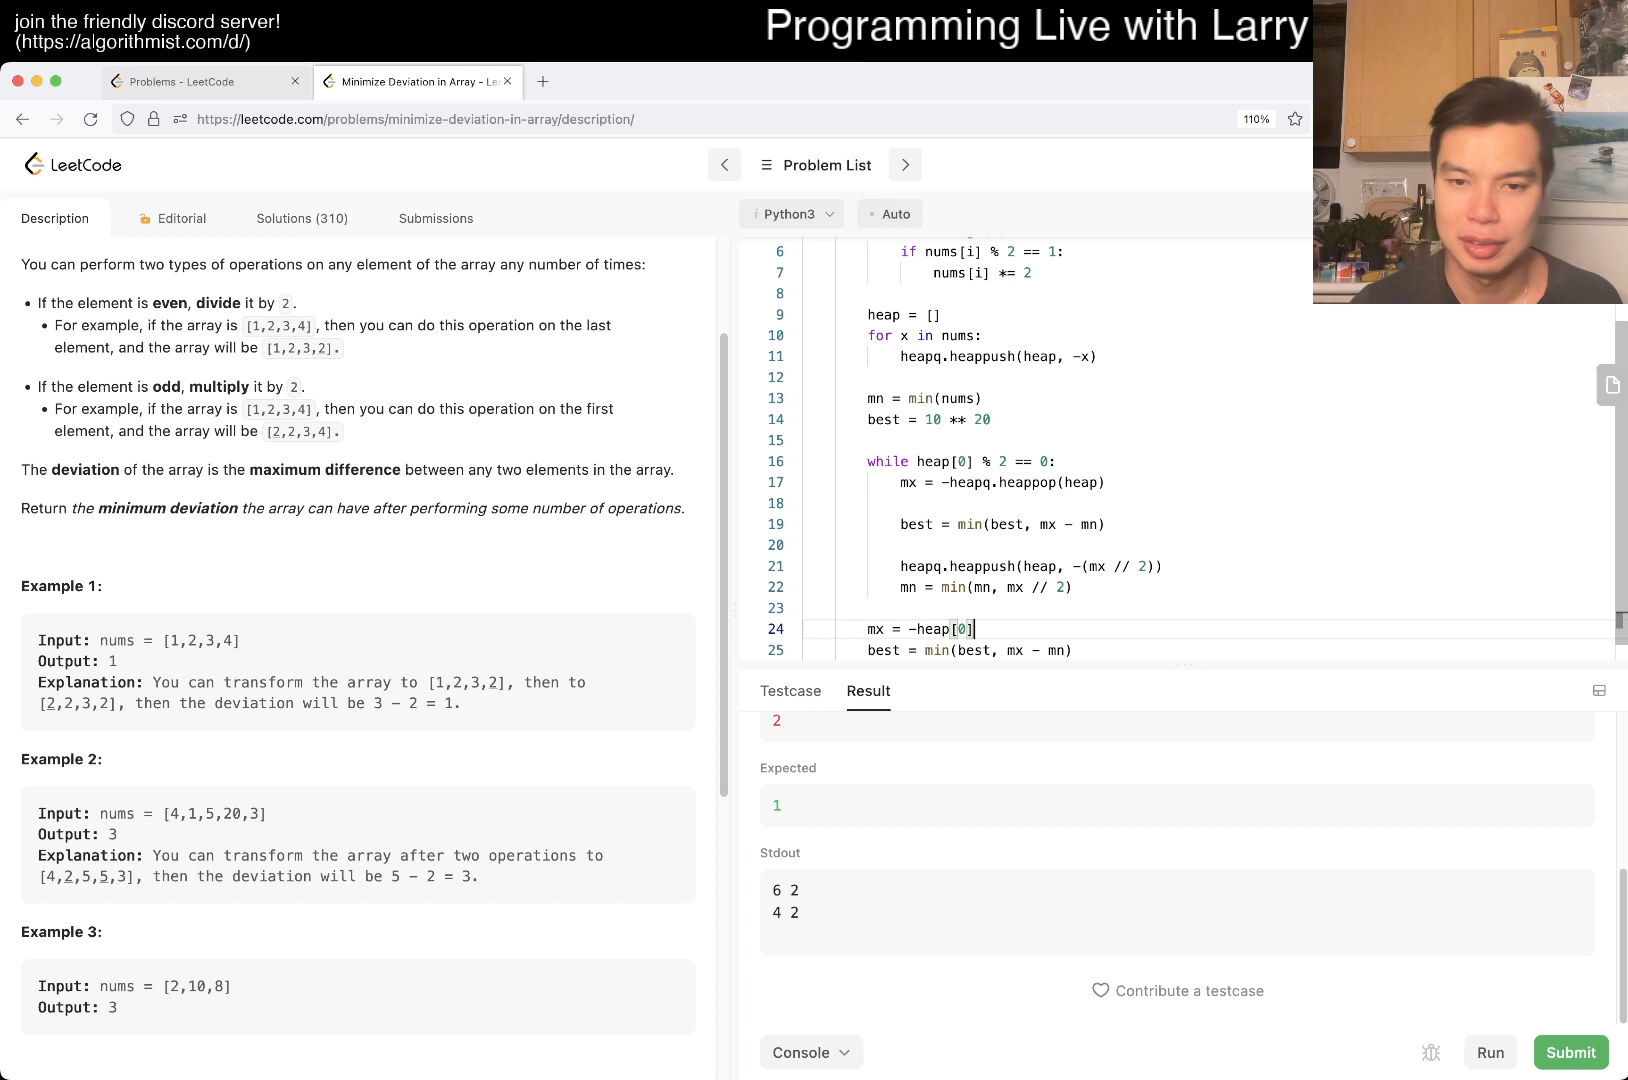 join the friendly discord server!
(https://algorithmist.com/d/)
Programming Live with Larry
Problems - LeetCode
Minimize Deviation in Array - Le
https://leetcode.com/problems/minimize-deviation-in-array/description/
110%
LeetCode
Problem List
Description
Editorial
Solutions (310)
Submissions
You can perform two types of operations on any element of the array any number of times:
• If the element is even, divide it by 2.
• For example, if the array is [1,2,3,4], then you can do this operation on the last
element, and the array will be [1,2,3,2].
• If the element is odd, multiply it by 2.
• For example, if the array is [1,2,3,4], then you can do this operation on the first
element, and the array will be [2,2,3,4].
The deviation of the array is the maximum difference between any two elements in the array.
Return the minimum deviation the array can have after performing some number of operations.
Example 1:
Input: nums = [1,2,3,4]
Output: 1
Explanation: You can transform the array to [1,2,3,2], then to
[2,2,3,2], then the deviation will be 3 - 2 = 1.
Example 2:
Input: nums = [4,1,5,20,3]
Output: 3
Explanation: You can transform the array after two operations to
[4,2,5,5,3], then the deviation will be 5 - 2 = 3.
Example 3:
Input: nums = [2,10,8]
Output: 3
i Python3
• Auto
6 if nums[i] % 2 == 1:
7 nums[i] *= 2
8
9 heap = []
10 for x in nums:
11 heapq.heappush(heap, -x)
12
13 mn = min(nums)
14 best = 10 ** 20
15
16 while heap[0] % 2 == 0:
17 mx = -heapq.heappop(heap)
18
19 best = min(best, mx - mn)
20
21 heapq.heappush(heap, -(mx // 2))
22 mn = min(mn, mx // 2)
23
24 mx = -heap[0]
25 best = min(best, mx - mn)
Testcase
Result
2
Expected
1
Stdout
6 2
4 2
Contribute a testcase
Console
Run
Submit